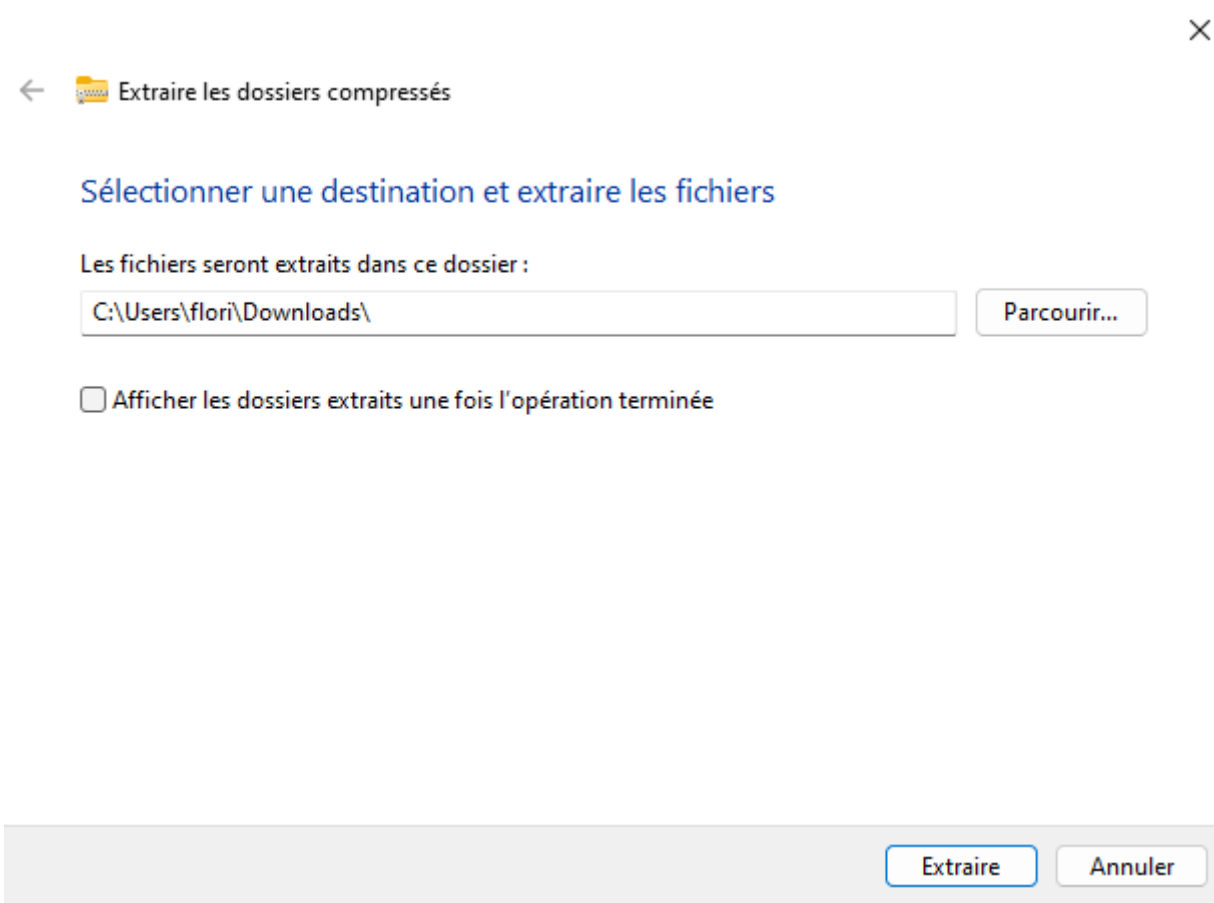 Extraire les dossiers compressés
Sélectionner une destination et extraire les fichiers
Les fichiers seront extraits dans ce dossier :
C:\Users\flori\Downloads\
Parcourir...
Afficher les dossiers extraits une fois l'opération terminée
Extraire
Annuler